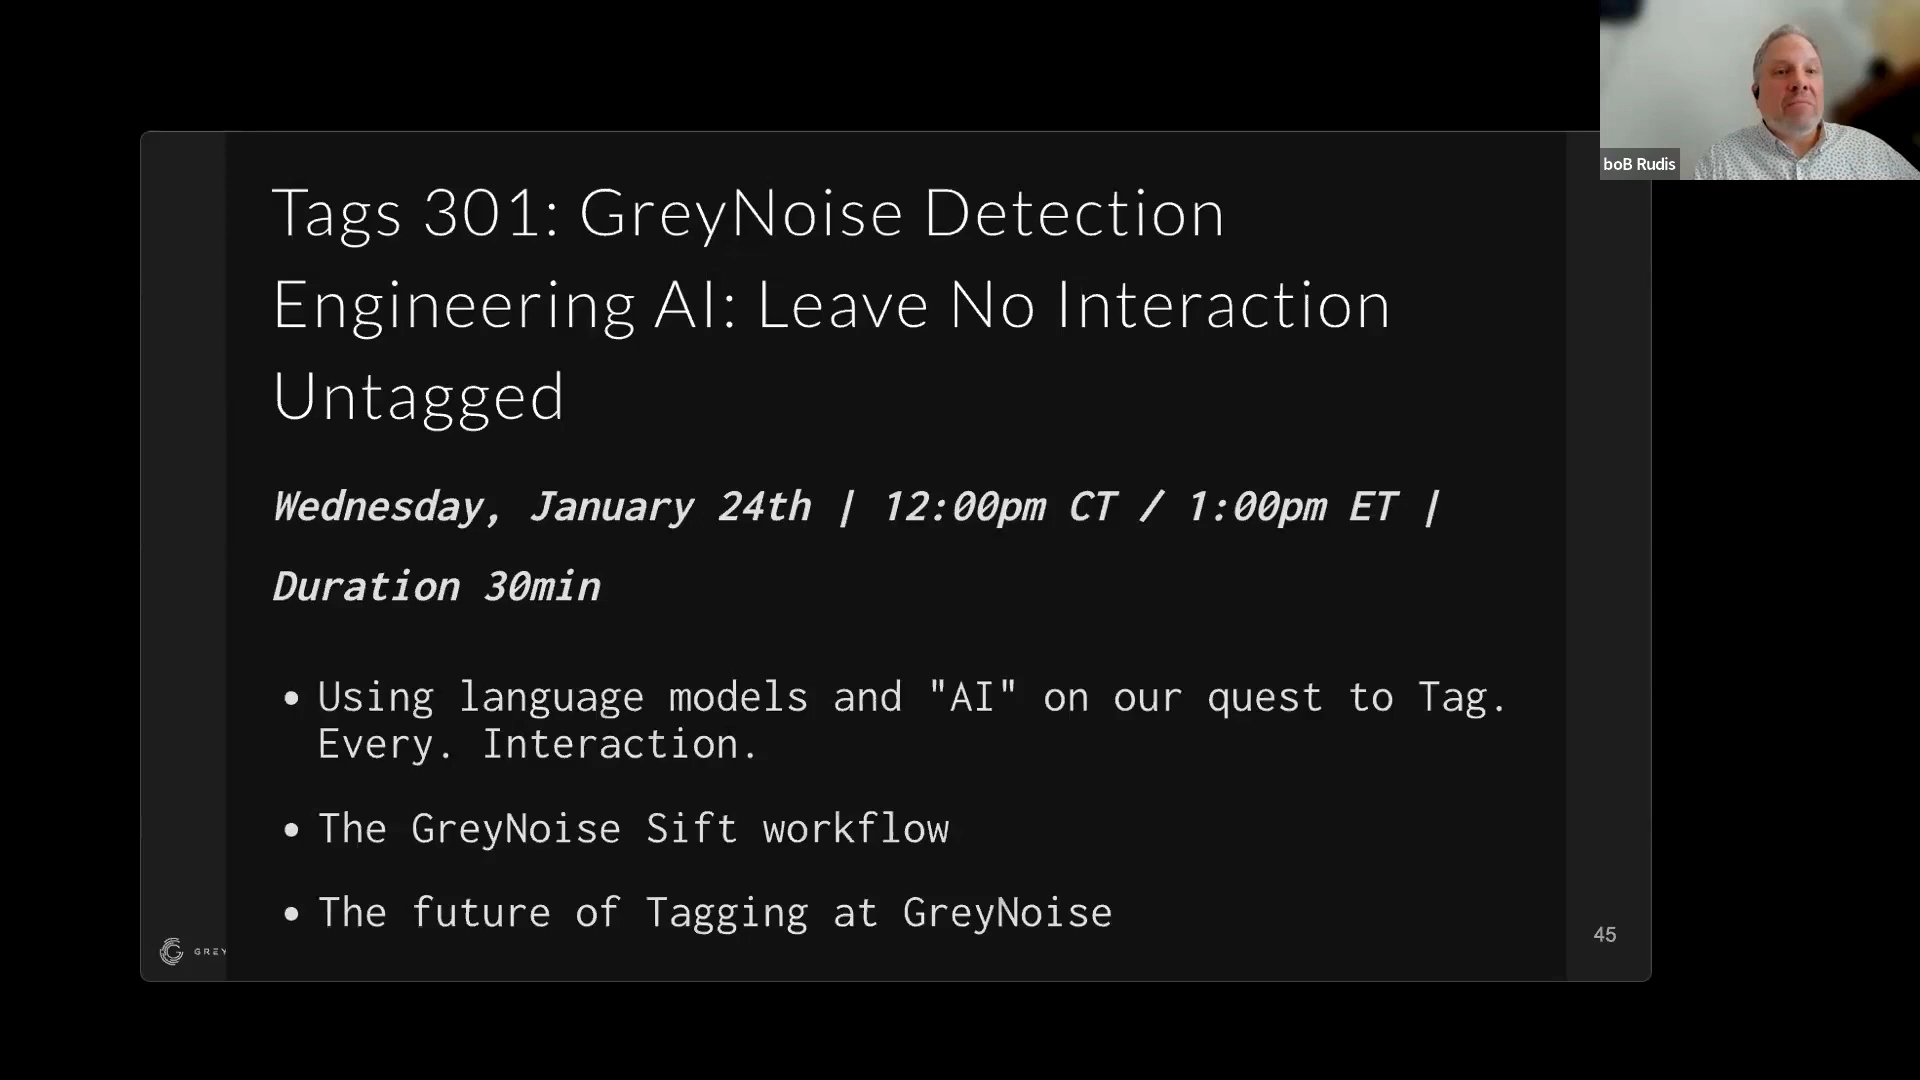 boB Rudis
Tags 301: GreyNoise Detection
Engineering AI: Leave No Interaction
Untagged
Wednesday, January 24th | 12:00pm CT / 1:00pm ET |
Duration 30min
• Using language models and "AI" on our quest to Tag.
Every. Interaction.
• The GreyNoise Sift workflow
• The future of Tagging at GreyNoise
GREY
45